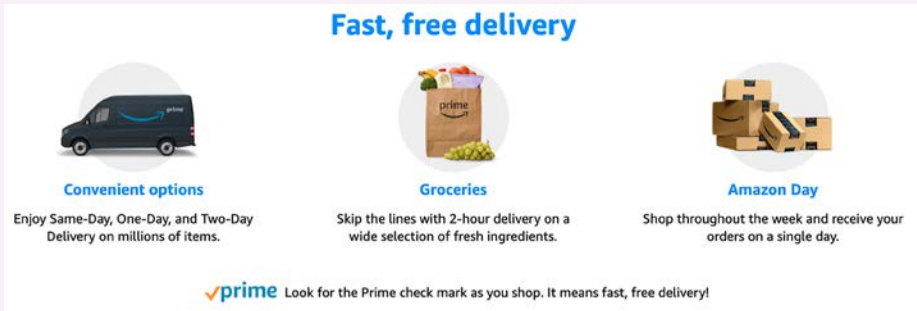 Fast, free delivery
prime
prime
Convenient options
Enjoy Same-Day, One-Day, and Two-Day
Delivery on millions of items.
Groceries
Skip the lines with 2-hour delivery on a
wide selection of fresh ingredients.
Amazon Day
Shop throughout the week and receive your
orders on a single day.
prime Look for the Prime check mark as you shop. It means fast, free delivery!